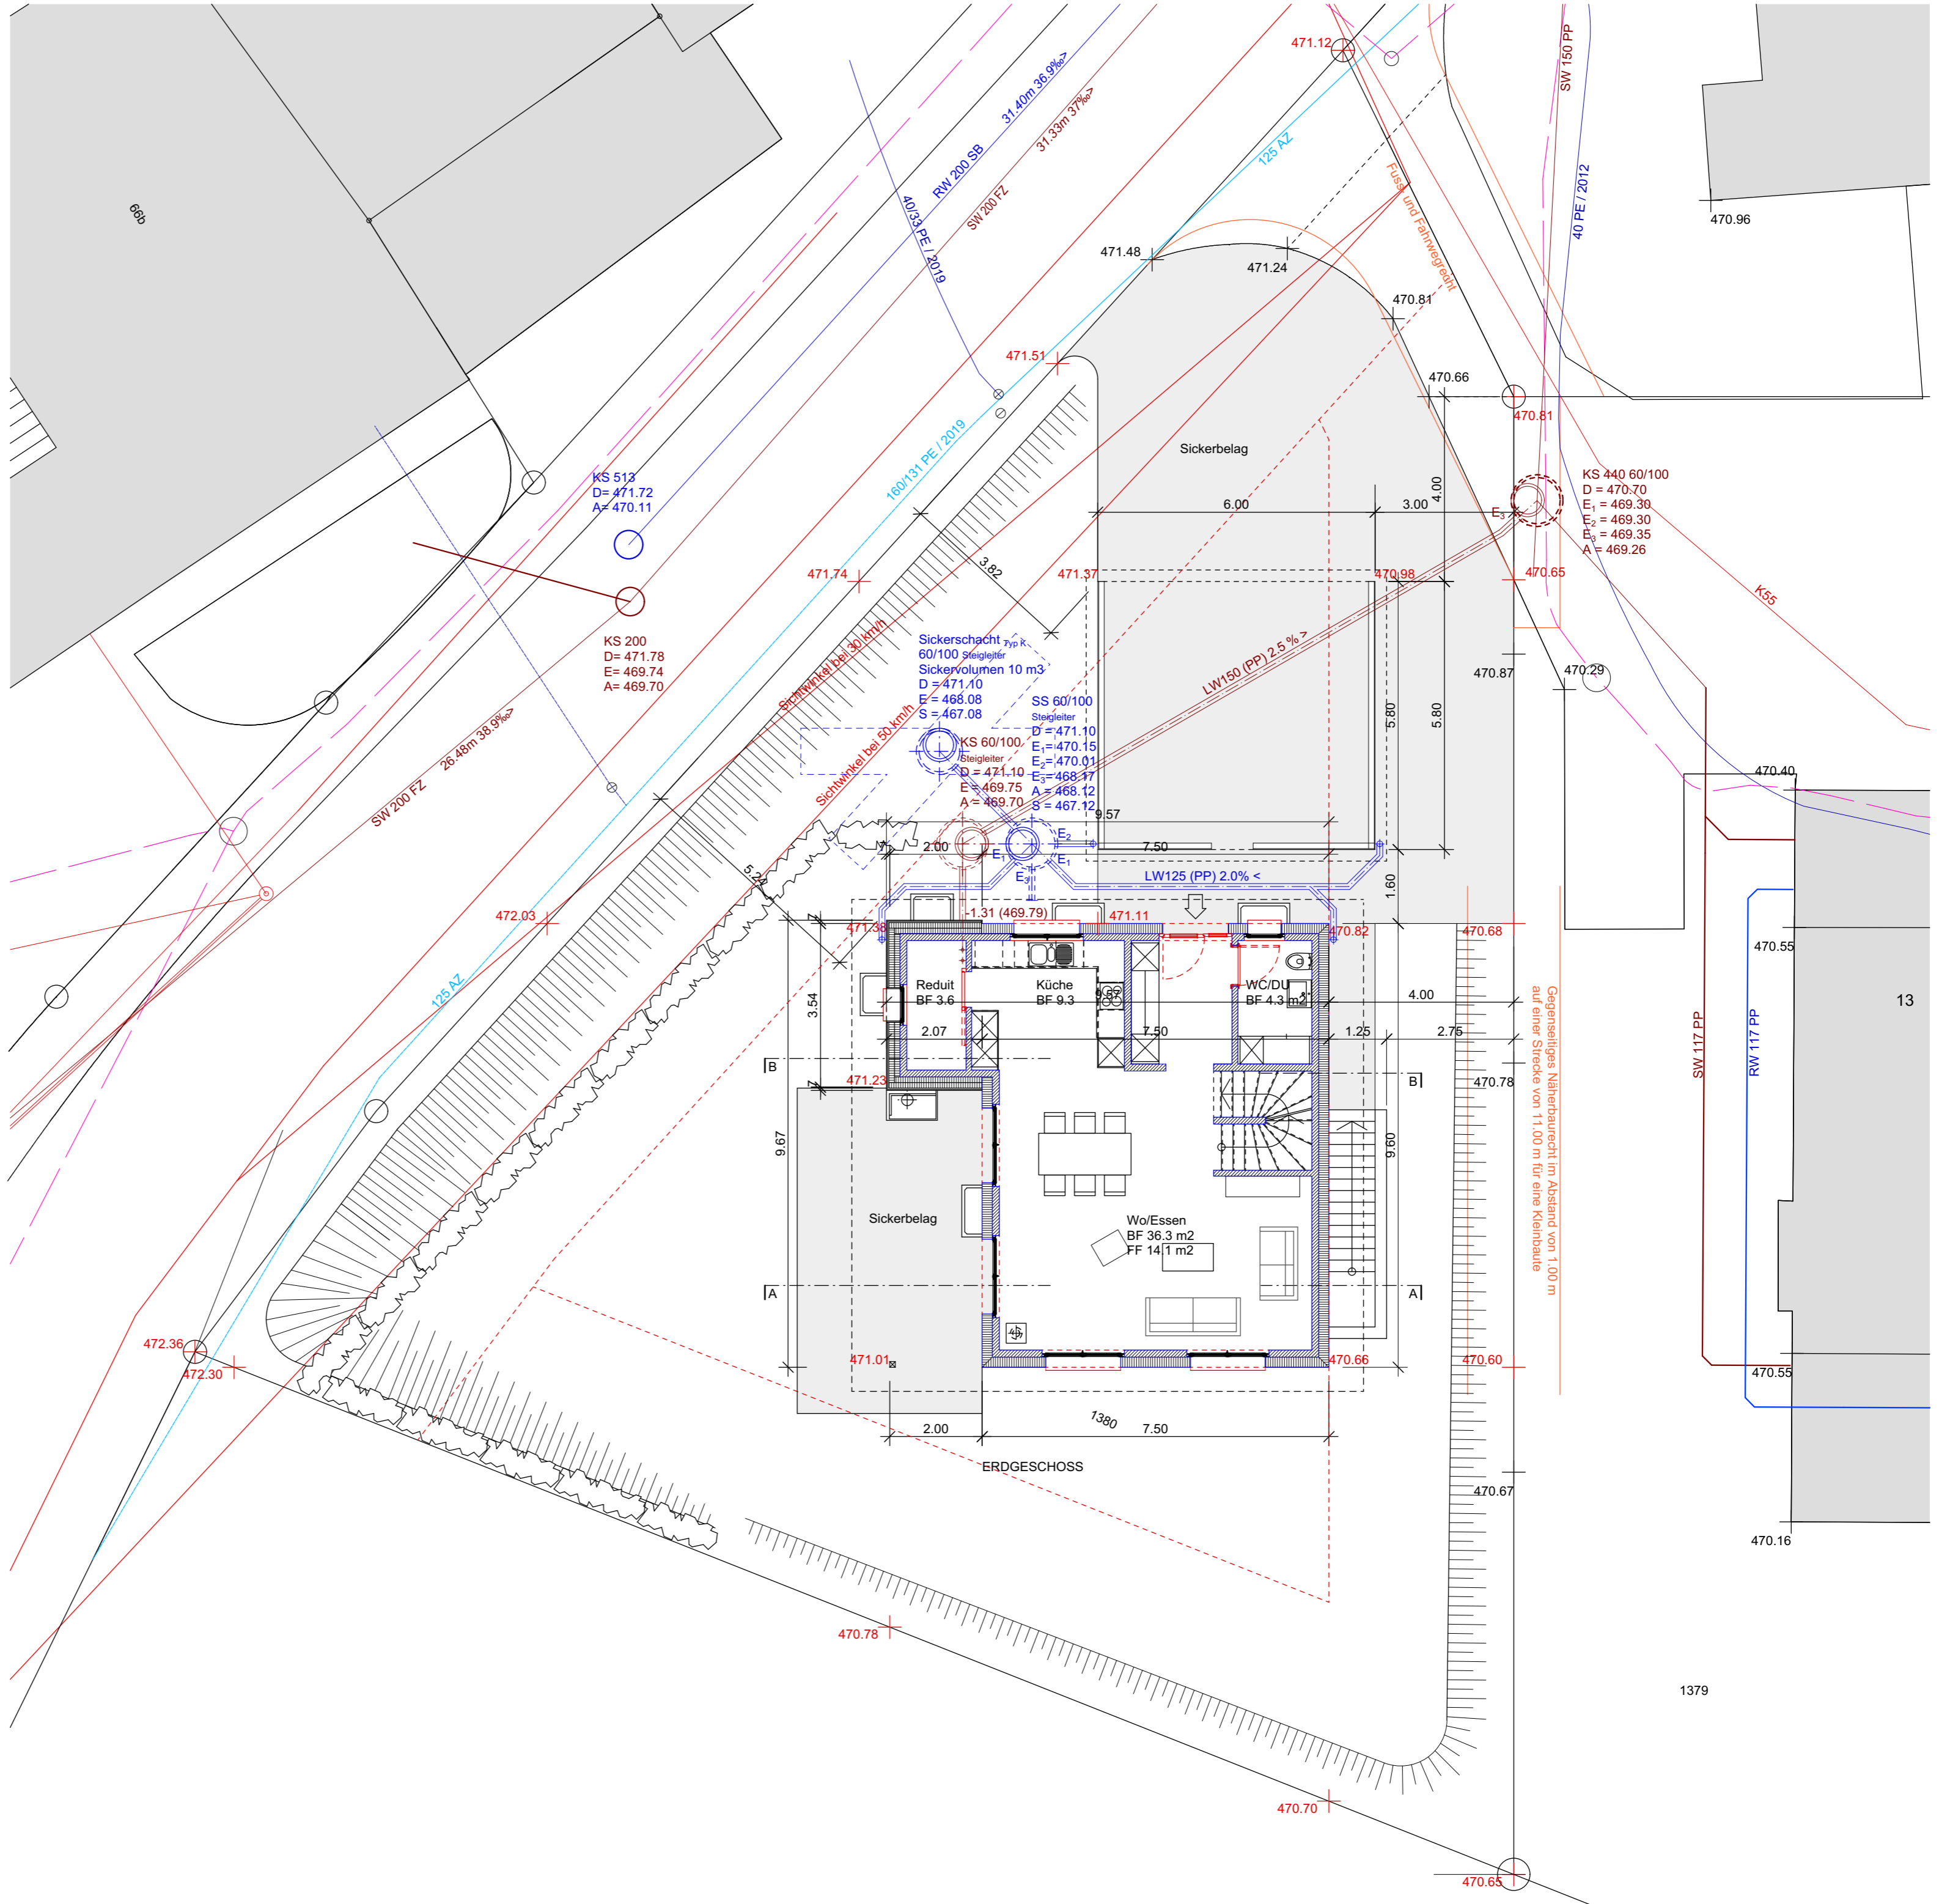 471.12
SW 150 PP
31.40m 36.9‰>
31.33m 37‰>
RW 200 SB
SW 200 FZ
40/33 PE / 2019
125 AZ
Fuss- und Fahrwegrecht
40 PE / 2012
66b
470.96
471.48
471.24
470.81
471.51
470.66
470.81
Sickerbelag
160/131 PE / 2019
KS 513
D= 471.72
A= 470.11
4.00
6.00
3.00
E3
KS 440 60/100
D = 470.70
E1 = 469.30
E2 = 469.30
E3 = 469.35
A = 469.26
3.82
471.74
471.37
470.98
470.65
K55
KS 200
D= 471.78
E= 469.74
A= 469.70
Sichtwinkel bei 30 km/h
Sickerschacht Typ K
60/100 Steigleiter
Sickervolumen 10 m3
D = 471.10
E = 468.08
S = 467.08
LW150 (PP) 2.5 % >
470.87
470.29
SS 60/100
Steigleiter
D = 471.10
E1= 470.15
E2= 470.01
E3= 468.17
A = 468.12
S = 467.12
KS 60/100
Steigleiter
D = 471.10
E = 469.75
A = 469.70
Sichtwinkel bei 50 km/h
5.80
5.80
SW 200 FZ
26.48m 38.9‰>
470.40
9.57
2.00
7.50
E1
E2
E1
E3
LW125 (PP) 2.0% <
1.60
5.24
472.03
7
-1.31 (469.79)
471.11
471.38
470.82
470.68
470.55
125 AZ
Reduit
BF 3.6
Küche
BF 9.3
9.57
WC/DU
BF 4.3 m2
4.00
13
3.54
2.07
7.50
1.25
2.75
SW 117 PP
RW 117 PP
Gegenseitiges Näherbaurecht im Abstand von 1.00 m
auf einer Strecke von 11.00 m für eine Kleinbaute
B
B
471.23
7
470.78
9.67
9.60
Sickerbelag
Wo/Essen
BF 36.3 m2
FF 14.1 m2
A
A
472.36
472.30
471.01
470.66
470.60
470.55
1380
2.00
7.50
ERDGESCHOSS
470.67
470.16
470.78
1379
470.70
470.65